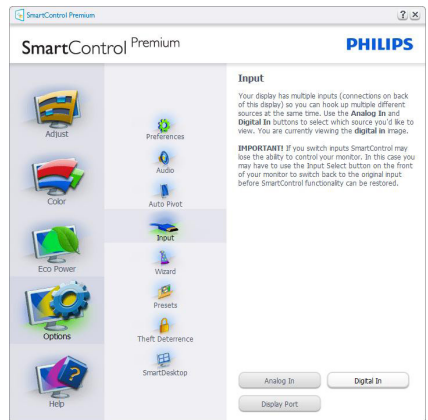 SmartControl Premium
SmartControl Premium
PHILIPS
Adjust
Color
Eco Power
Options
Help
Preferences
Audio
Auto Pivot
Input
Wizard
Presets
Theft Deterrence
SmartDesktop
Input
Your display has multiple inputs (connections on back
of this display) so you can hook up multiple different
sources at the same time. Use the Analog In and
Digital In buttons to select which source you'd like to
view. You are currently viewing the digital in image.
IMPORTANT! If you switch inputs SmartControl may
lose the ability to control your monitor. In this case you
may have to use the Input Select button on the front
of your monitor to switch back to the original input
before SmartControl functionality can be restored.
Analog In
Digital In
Display Port